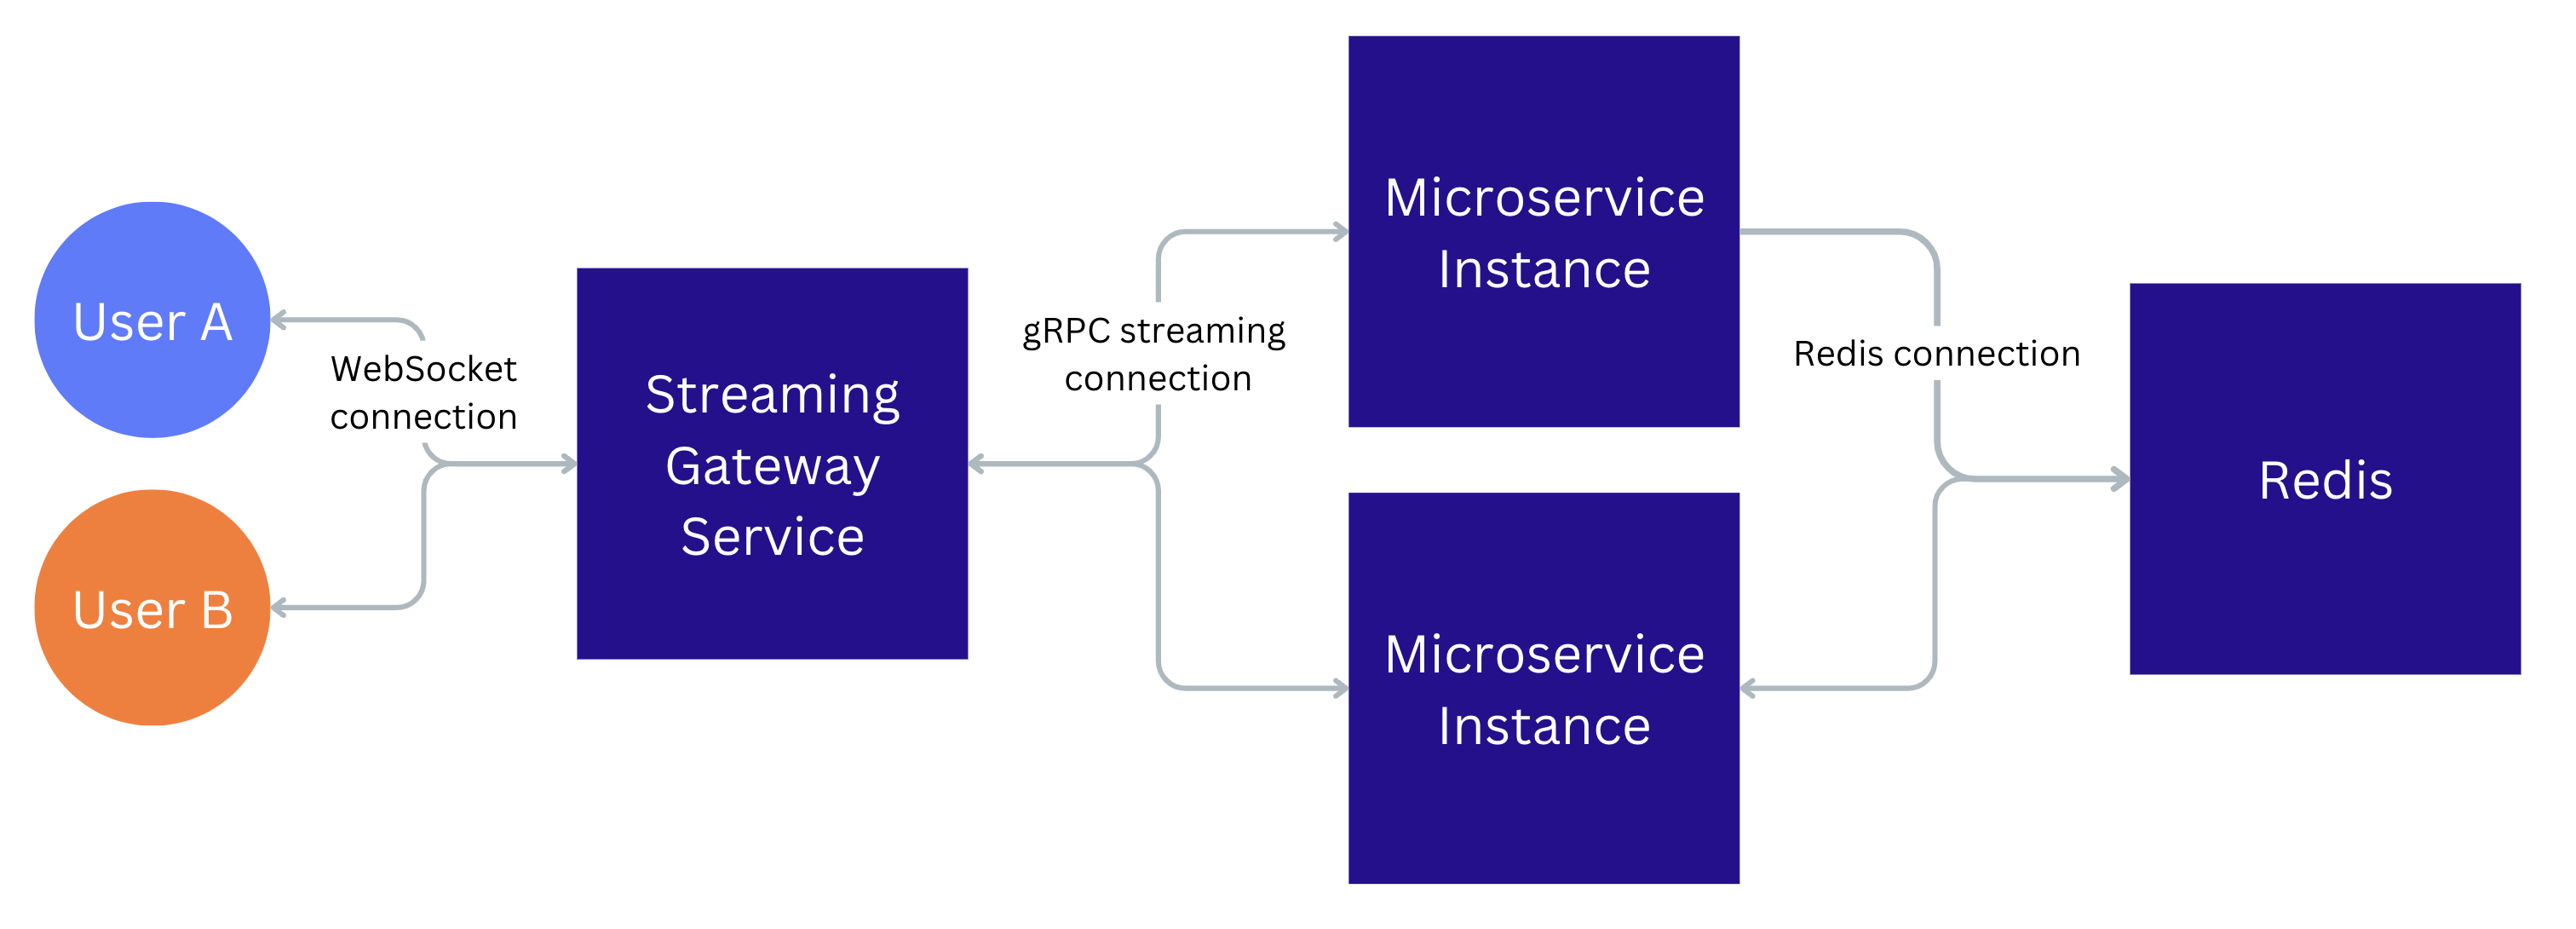 User A
User B
WebSocket
connection
Streaming
Gateway
Service
gRPC streaming
connection
Microservice
Instance
Microservice
Instance
Redis connection
Redis